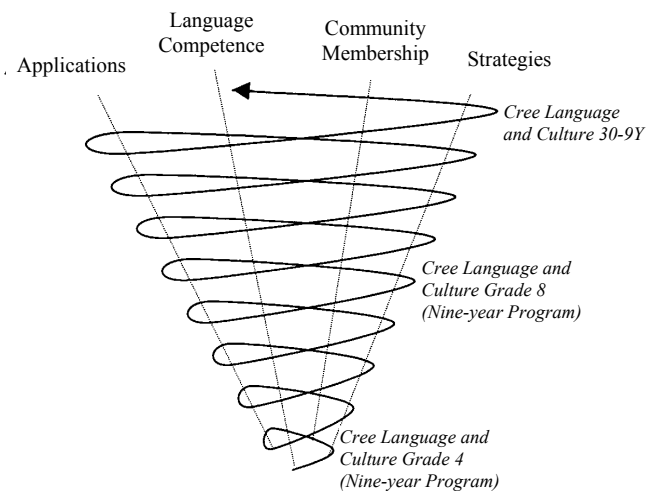 Applications
Language
Competence
Community
Membership
Strategies
Cree Language
and Culture 30-9Y
Cree Language and
Culture Grade 8
(Nine-year Program)
Cree Language and
Culture Grade 4
(Nine-year Program)